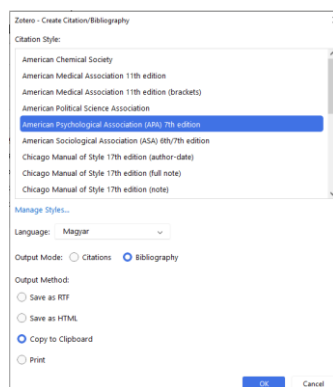 Zotero - Create Citation/Bibliography
Citation Style:
American Chemical Society
American Medical Association 11th edition
American Medical Association 11th edition (brackets)
American Political Science Association
American Psychological Association (APA) 7th edition
American Sociological Association (ASA) 6th/7th edition
Chicago Manual of Style 17th edition (author-date)
Chicago Manual of Style 17th edition (full note)
Chicago Manual of Style 17th edition (note)
Manage Styles...
Language: Magyar
Output Mode: Citations Bibliography
Output Method:
Save as RTF
Save as HTML
Copy to Clipboard
Print
OK Cancel